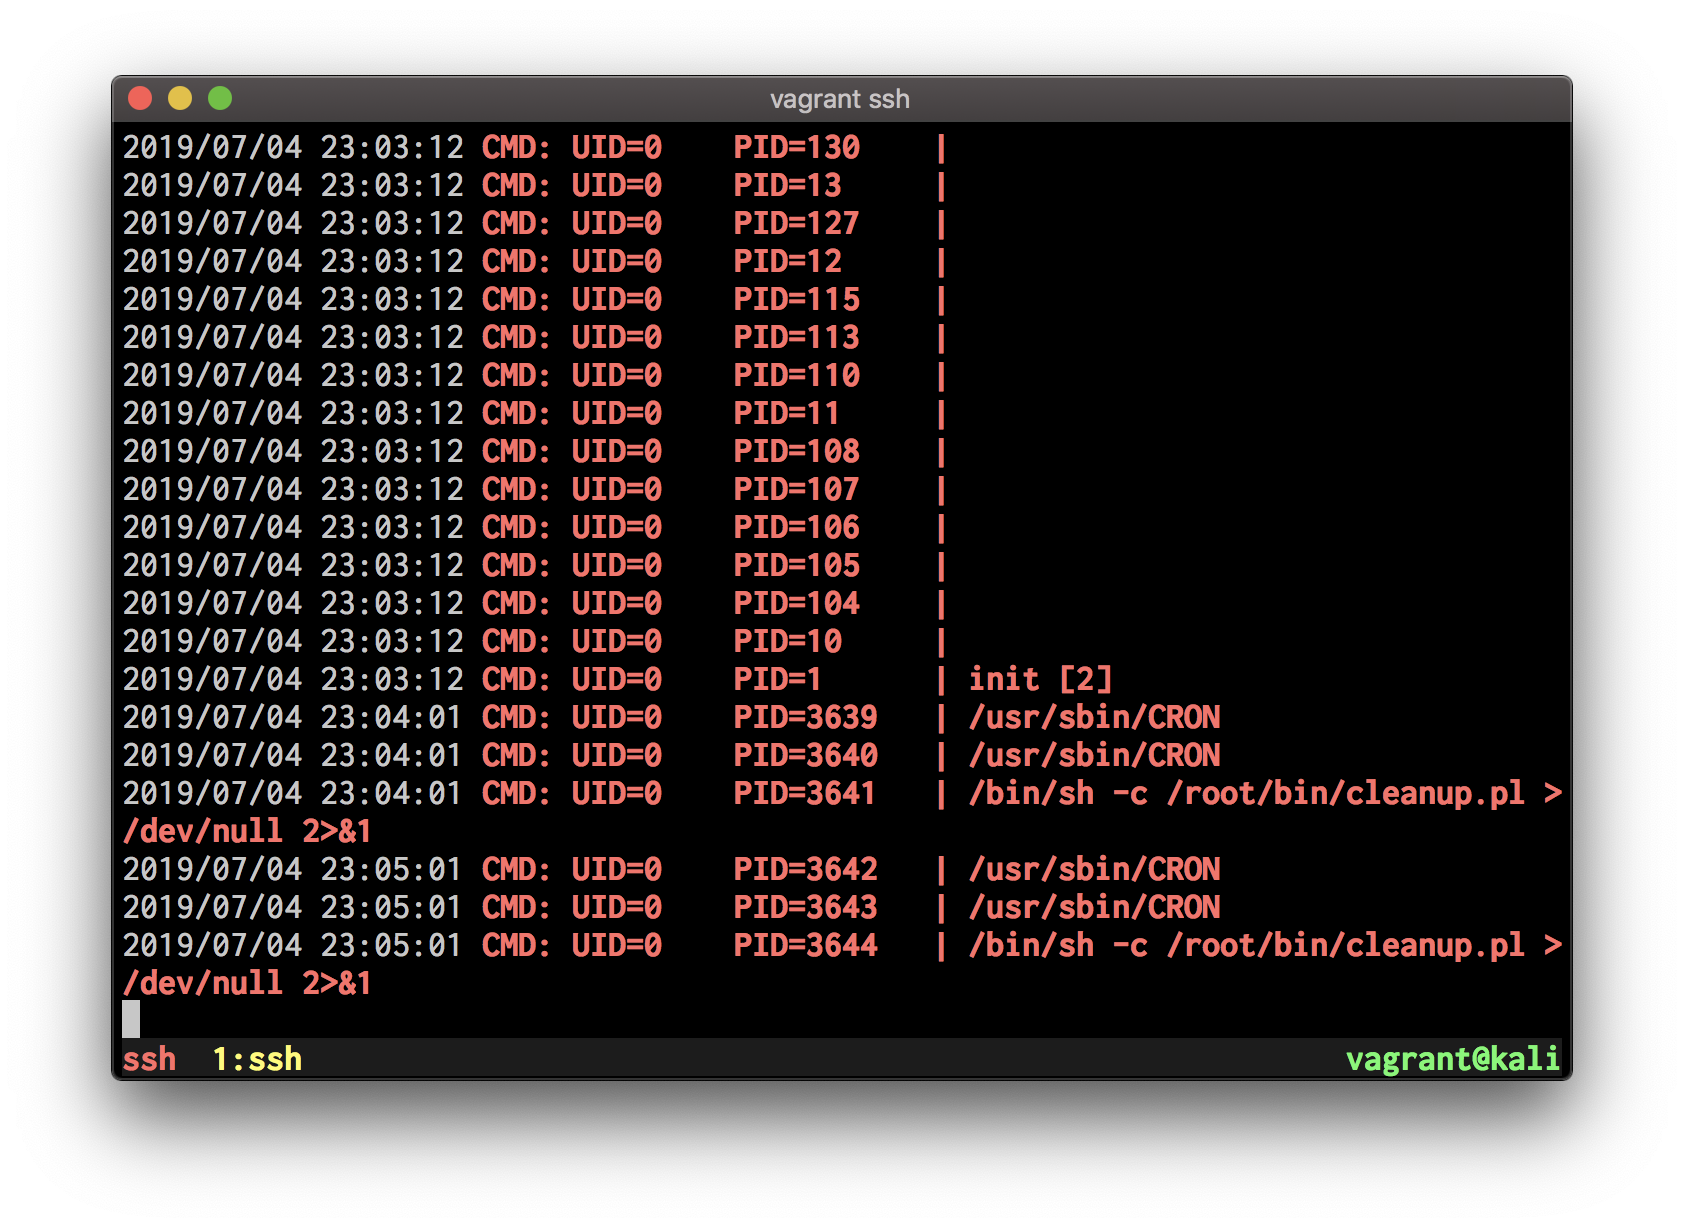 vagrant ssh
2019/07/04 23:03:12 CMD: UID=0    PID=130    |
2019/07/04 23:03:12 CMD: UID=0    PID=13     |
2019/07/04 23:03:12 CMD: UID=0    PID=127    |
2019/07/04 23:03:12 CMD: UID=0    PID=12     |
2019/07/04 23:03:12 CMD: UID=0    PID=115    |
2019/07/04 23:03:12 CMD: UID=0    PID=113    |
2019/07/04 23:03:12 CMD: UID=0    PID=110    |
2019/07/04 23:03:12 CMD: UID=0    PID=11     |
2019/07/04 23:03:12 CMD: UID=0    PID=108    |
2019/07/04 23:03:12 CMD: UID=0    PID=107    |
2019/07/04 23:03:12 CMD: UID=0    PID=106    |
2019/07/04 23:03:12 CMD: UID=0    PID=105    |
2019/07/04 23:03:12 CMD: UID=0    PID=104    |
2019/07/04 23:03:12 CMD: UID=0    PID=10     |
2019/07/04 23:03:12 CMD: UID=0    PID=1      | init [2]
2019/07/04 23:04:01 CMD: UID=0    PID=3639   | /usr/sbin/CRON
2019/07/04 23:04:01 CMD: UID=0    PID=3640   | /usr/sbin/CRON
2019/07/04 23:04:01 CMD: UID=0    PID=3641   | /bin/sh -c /root/bin/cleanup.pl >
/dev/null 2>&1
2019/07/04 23:05:01 CMD: UID=0    PID=3642   | /usr/sbin/CRON
2019/07/04 23:05:01 CMD: UID=0    PID=3643   | /usr/sbin/CRON
2019/07/04 23:05:01 CMD: UID=0    PID=3644   | /bin/sh -c /root/bin/cleanup.pl >
/dev/null 2>&1
ssh  1:ssh vagrant@kali